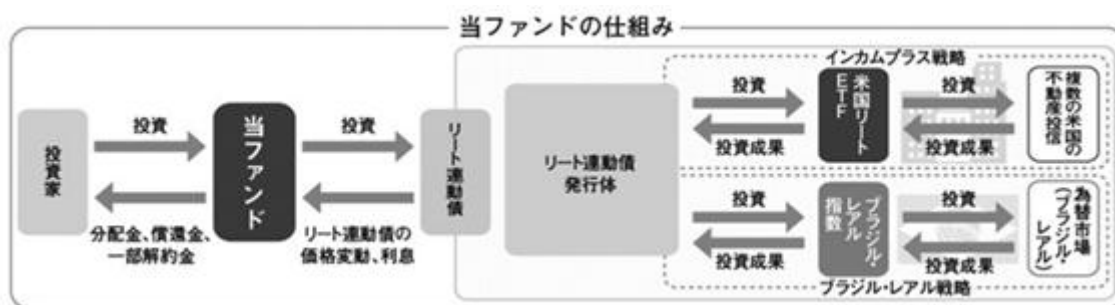 当ファンドの仕組み
投資家
投資
分配金、償還金、
一部解約金
当ファンド
投資
リート連動債の
価格変動、利息
リート連動債
リート連動債
発行体
インカムプラス戦略
投資
投資成果
米国リート
ETF
投資
投資成果
複数の米国の
不動産投信
投資
投資成果
ブラジル・
レアル
指数
投資
投資成果
為替市場
(ブラジル・
レアル)
ブラジル・レアル戦略